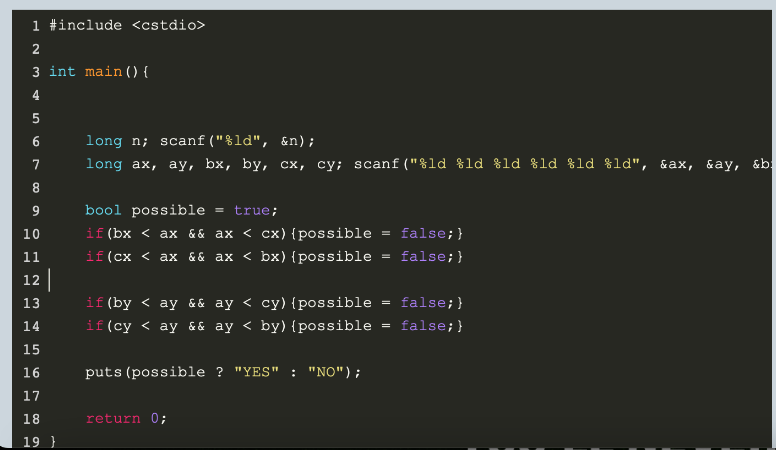 1 #include <cstdio>
2
3 int main(){
4
5
6 long n; scanf("%ld", &n);
7 long ax, ay, bx, by, cx, cy; scanf("%ld %ld %ld %ld %ld %ld", &ax, &ay, &b
8
9 bool possible = true;
10 if(bx < ax && ax < cx){possible = false;}
11 if(cx < ax && ax < bx){possible = false;}
12
13 if(by < ay && ay < cy){possible = false;}
14 if(cy < ay && ay < by){possible = false;}
15
16 puts(possible ? "YES" : "NO");
17
18 return 0;
19 }